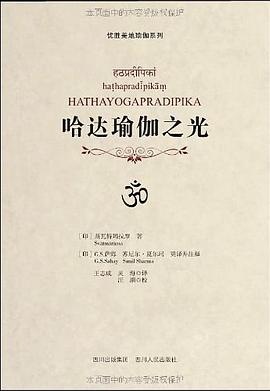 本页面中的内容受版权保护
优胜美地瑜伽系列
हठप्रदीपिकां
haṭhapradīpikāṃ
HATHAYOGAPRADIPIKA
哈达瑜伽之光
ॐ
[印] 斯瓦特玛拉摩 著
Svātmārāma
[印] G.S.萨海 苏尼尔·夏尔玛 英译并注释
G.S.Sahay Sunil Sharma
王志成 灵海 译
汪瀰 校
四川出版集团 四川人民出版社
本页面中的内容受版权保护